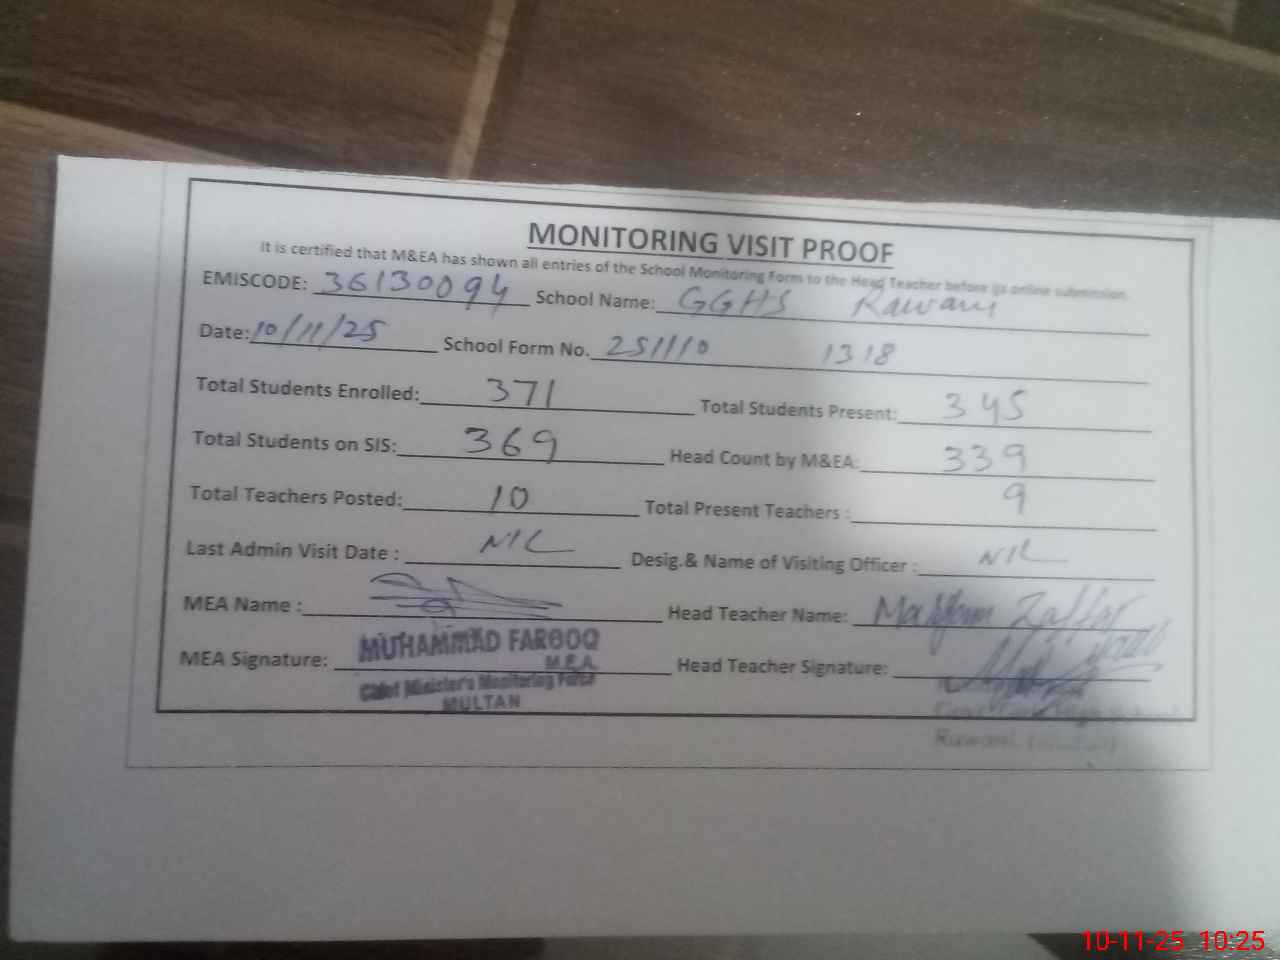 MONITORING VISIT PROOF
It is certified that M&EA has shown all entries of the School Monitoring Form to the Head Teacher before its online submission
EMISCODE: 36130094 School Name: GGHS Rawani
Date: 10/11/25 School Form No. 251110 1318
Total Students Enrolled: 371 Total Students Present: 345
Total Students on SIS: 369 Head Count by M&EA: 339
Total Teachers Posted: 10 Total Present Teachers : 9
Last Admin Visit Date : NIL Desig.& Name of Visiting Officer : NIL
MEA Name : Head Teacher Name: Maryam Zaffar
MUHAMMAD FAROOQ
MEA Signature: M.E.A. Head Teacher Signature:
Chief Minister's Monitoring Force
MULTAN
Rawani
10-11-25 10:25